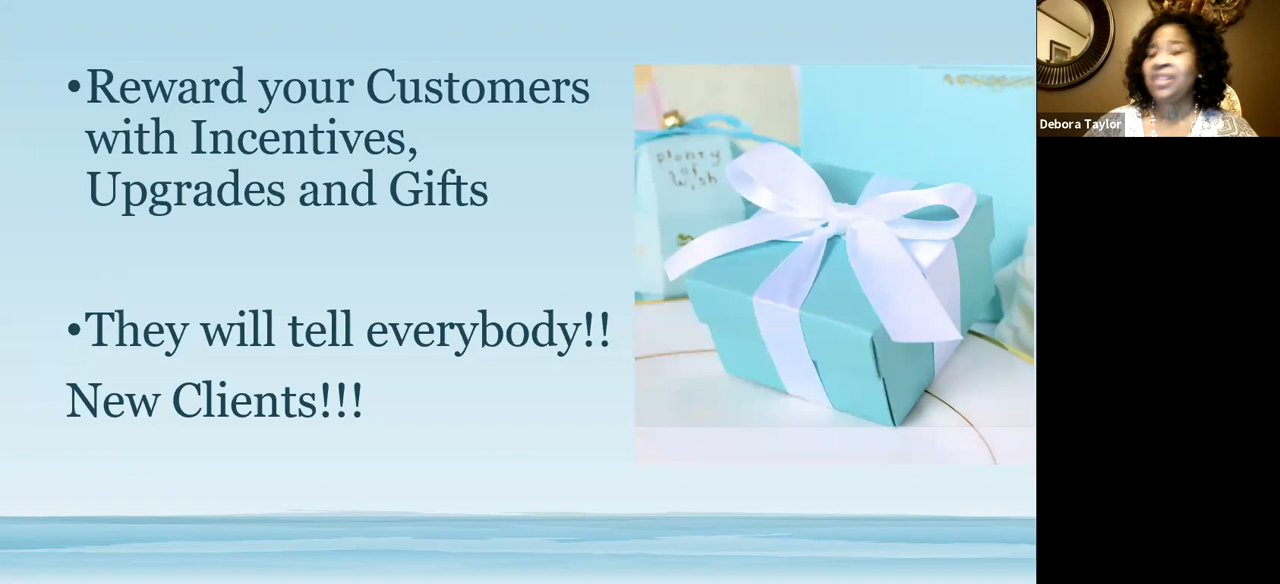 •Reward your Customers
with Incentives,
Upgrades and Gifts
•They will tell everybody!!
New Clients!!!
plenty
of
Wish
Debora Taylor